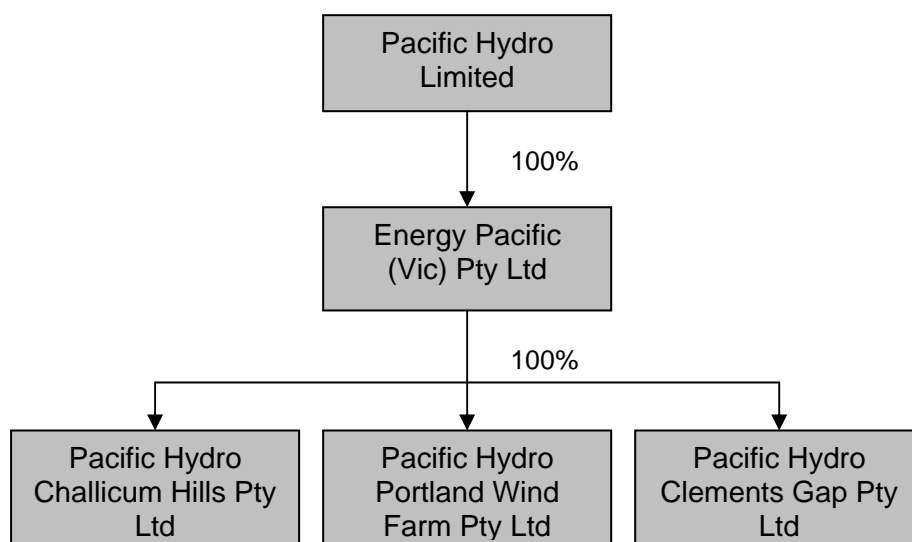 Pacific Hydro
Limited
100%
Energy Pacific
(Vic) Pty Ltd
100%
Pacific Hydro
Challicum Hills Pty
Ltd
Pacific Hydro
Portland Wind
Farm Pty Ltd
Pacific Hydro
Clements Gap Pty
Ltd